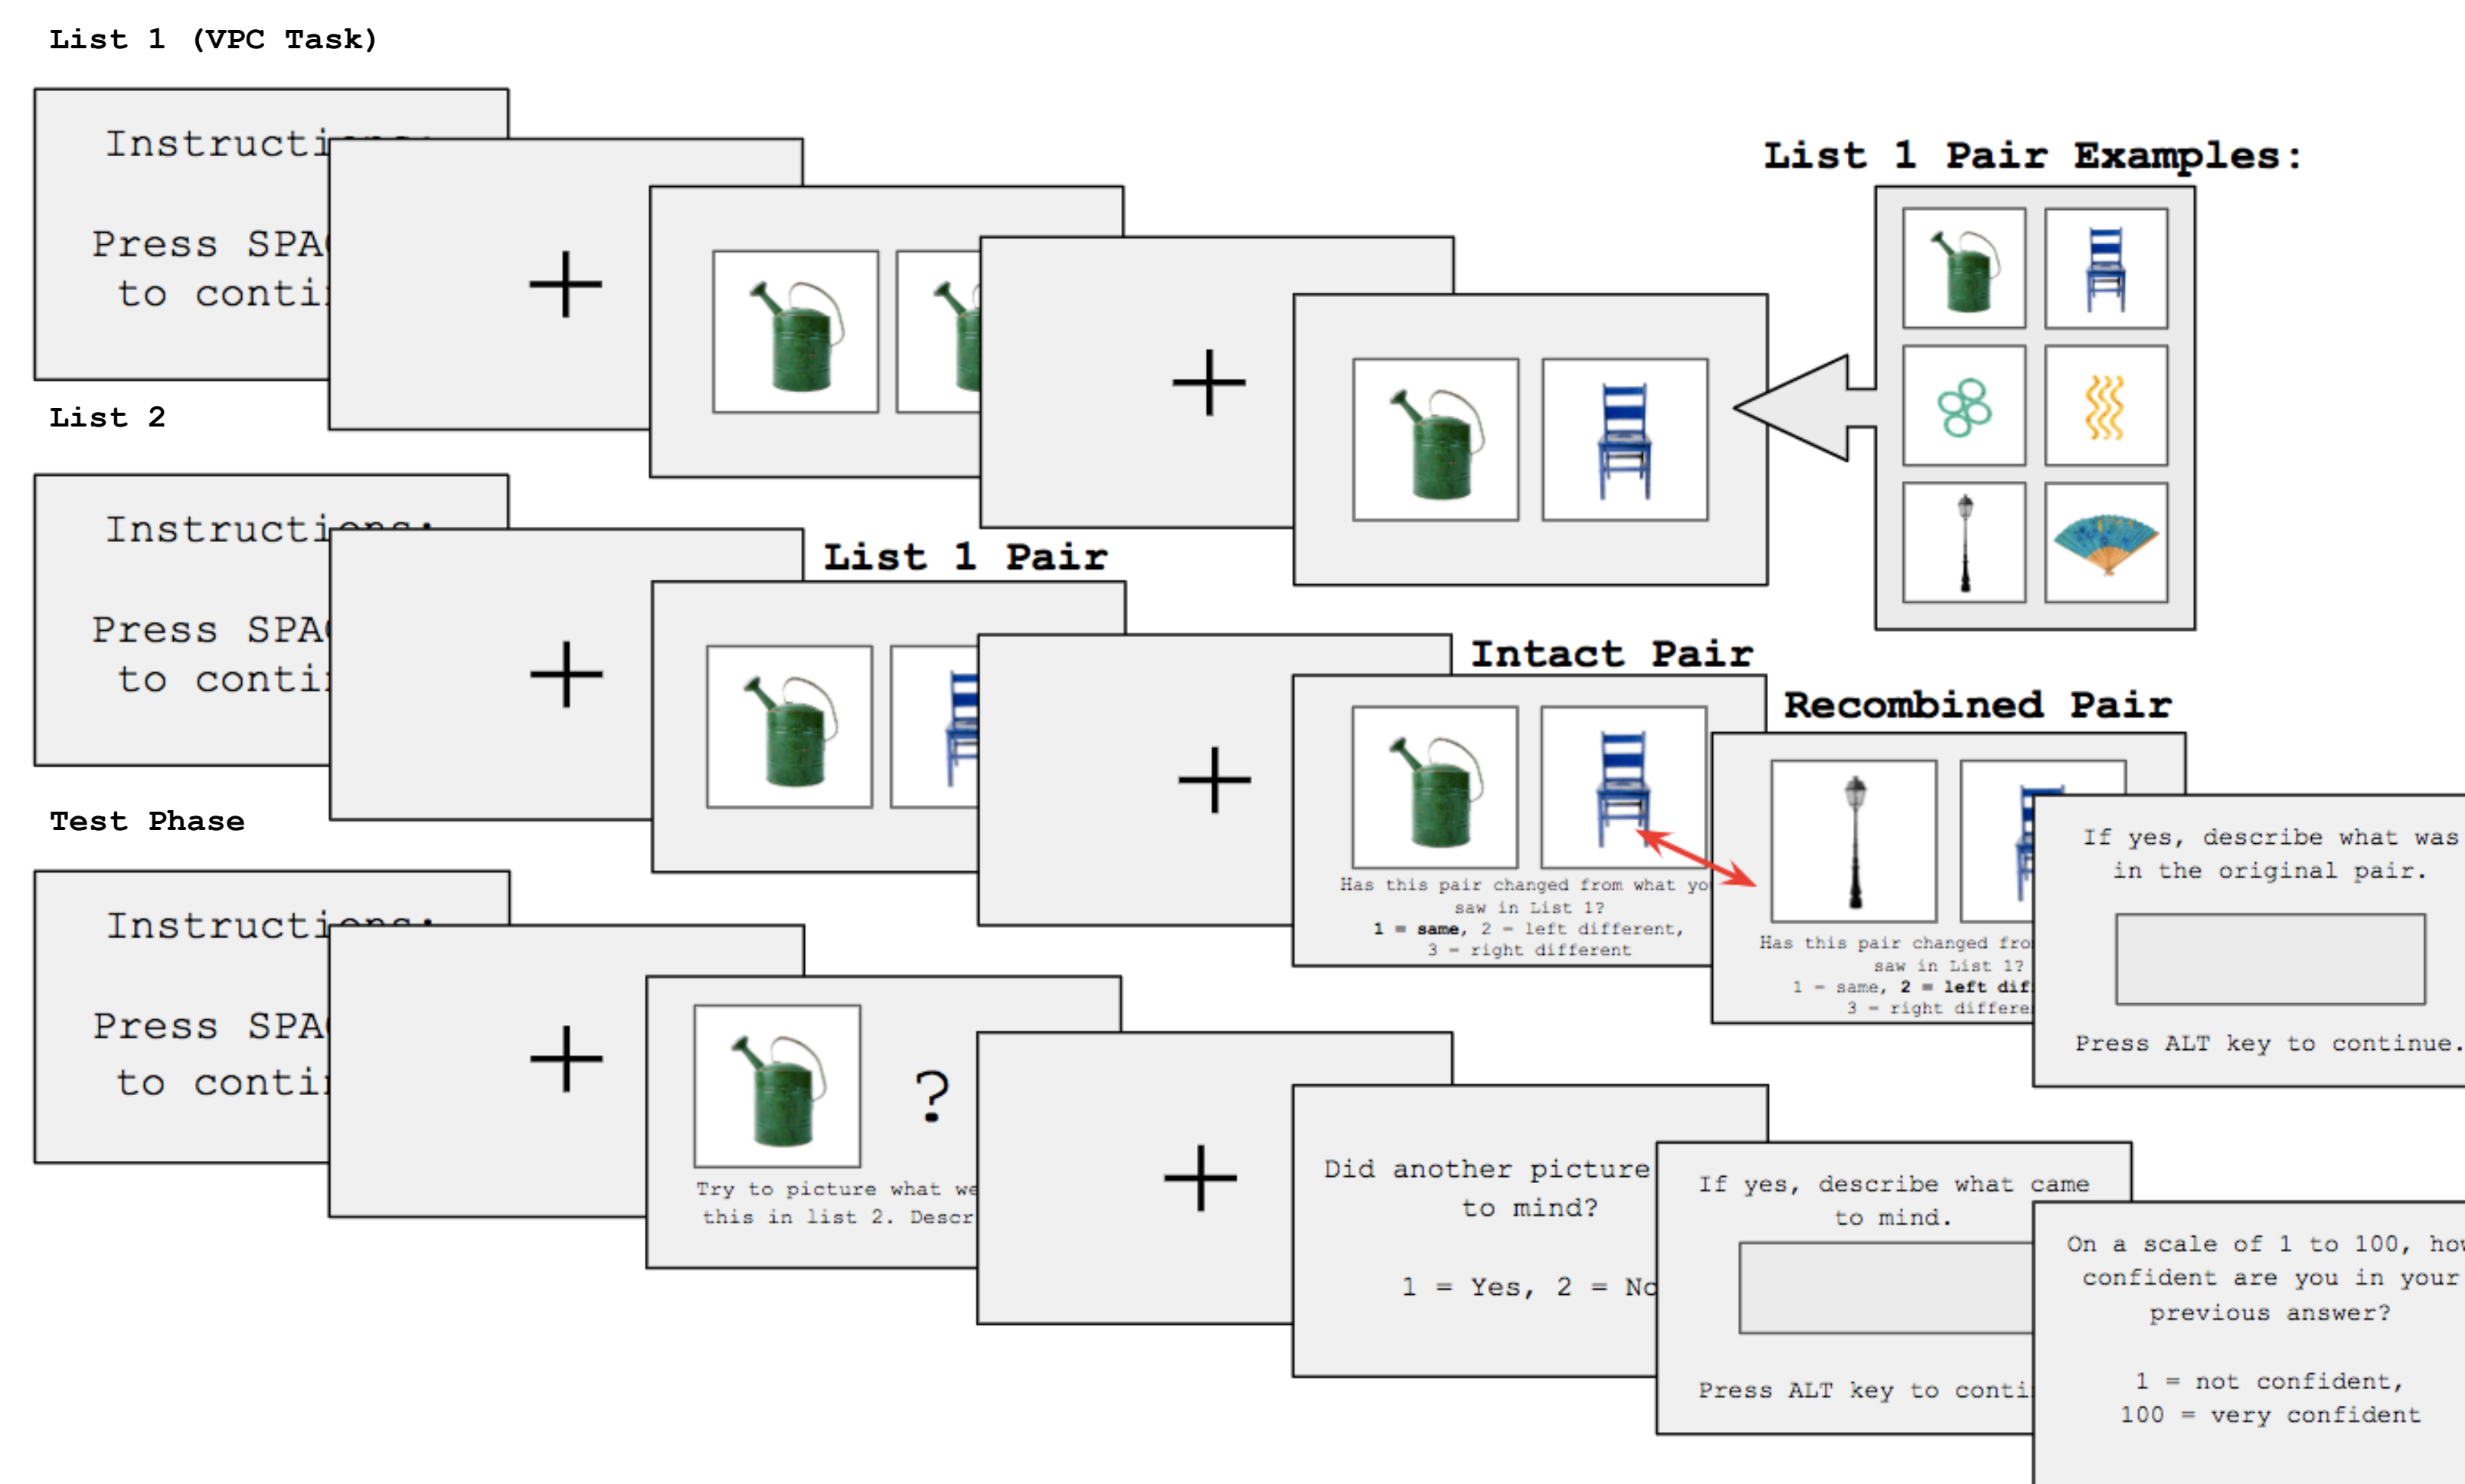 List 1 (VPC Task)
Instructi
Press SPA
to conti
List 1 Pair Examples:
List 2
Instructions:
Press SPA
to conti
List 1 Pair
Intact Pair
Has this pair changed from what yo
saw in List 1?
1 = same, 2 = left different,
3 = right different
Recombined Pair
Has this pair changed fro
saw in List 1?
1 = same, 2 = left dif
3 = right differe
If yes, describe what was
in the original pair.
Press ALT key to continue.
Test Phase
Instructions:
Press SPA
to conti
?
Try to picture what we
this in list 2. Descr
Did another picture
to mind?
1 = Yes, 2 = No
If yes, describe what came
to mind.
Press ALT key to conti
On a scale of 1 to 100, how
confident are you in your
previous answer?
1 = not confident,
100 = very confident